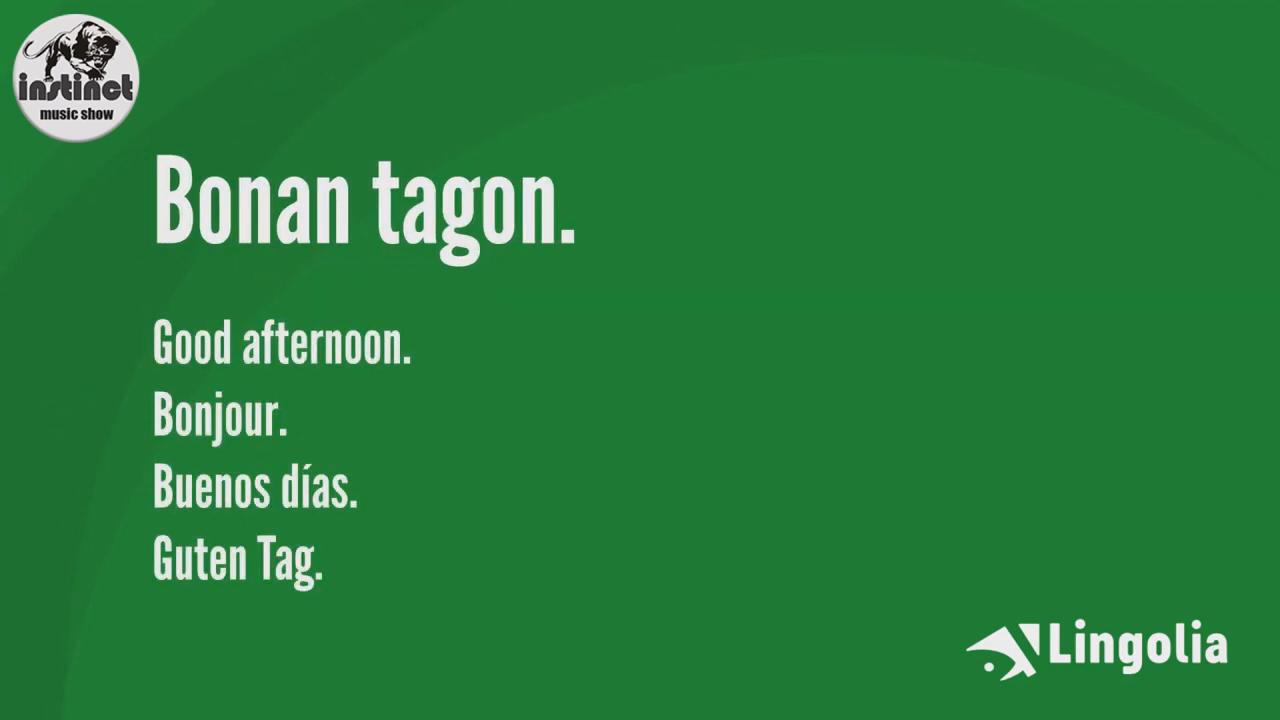 instinct
music show
Bonan tagon.
Good afternoon.
Bonjour.
Buenos días.
Guten Tag.
Lingolia